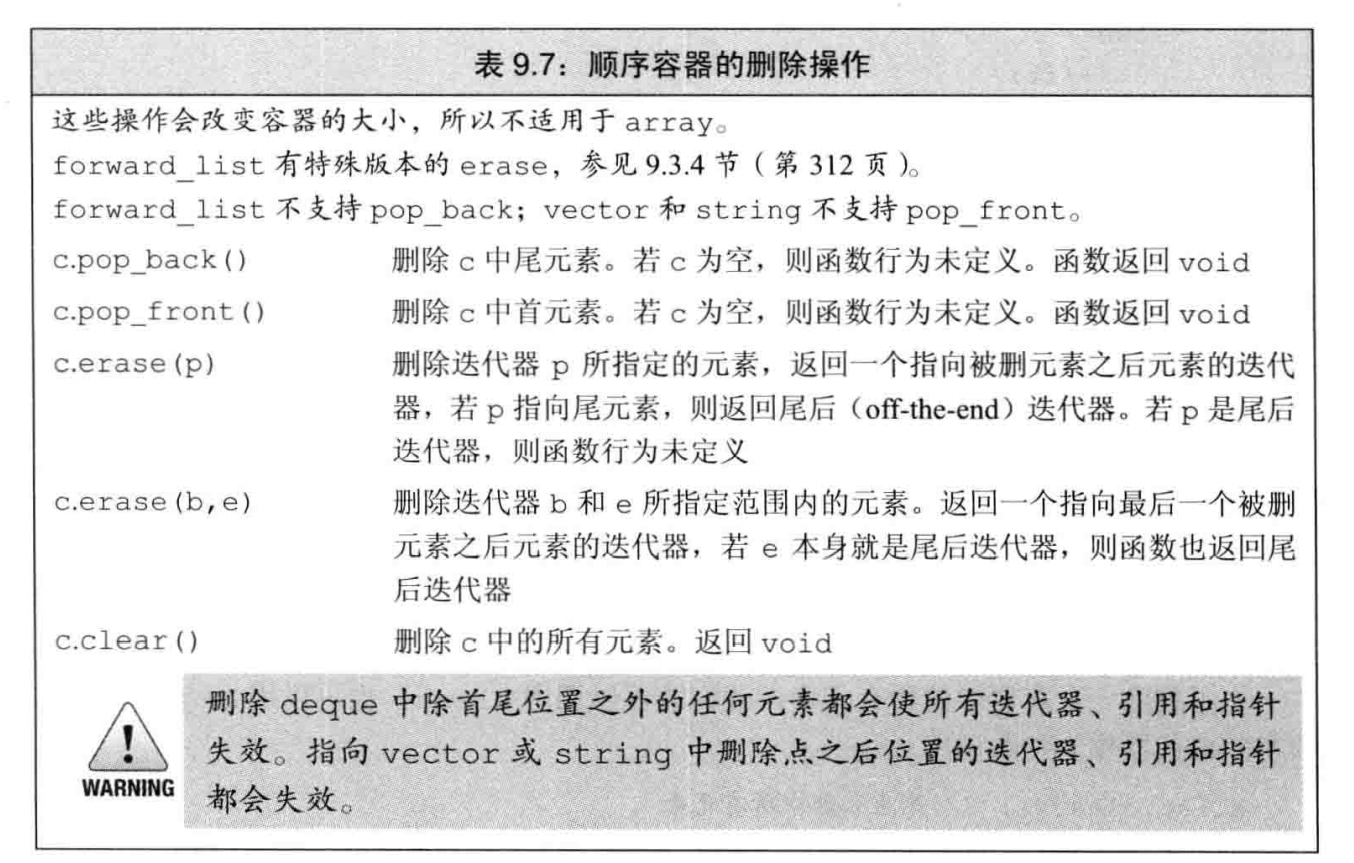 表 9.7：顺序容器的删除操作
这些操作会改变容器的大小，所以不适用于 array。
forward_list 有特殊版本的 erase，参见 9.3.4 节（第 312 页）。
forward_list 不支持 pop_back；vector 和 string 不支持 pop_front。
c.pop_back() 删除 c 中尾元素。若 c 为空，则函数行为未定义。函数返回 void
c.pop_front() 删除 c 中首元素。若 c 为空，则函数行为未定义。函数返回 void
c.erase(p) 删除迭代器 p 所指定的元素，返回一个指向被删元素之后元素的迭代
器，若 p 指向尾元素，则返回尾后（off-the-end）迭代器。若 p 是尾后
迭代器，则函数行为未定义
c.erase(b,e) 删除迭代器 b 和 e 所指定范围内的元素。返回一个指向最后一个被删
元素之后元素的迭代器，若 e 本身就是尾后迭代器，则函数也返回尾
后迭代器
c.clear() 删除 c 中的所有元素。返回 void
删除 deque 中除首尾位置之外的任何元素都会使所有迭代器、引用和指针
失效。指向 vector 或 string 中删除点之后位置的迭代器、引用和指针
都会失效。
WARNING